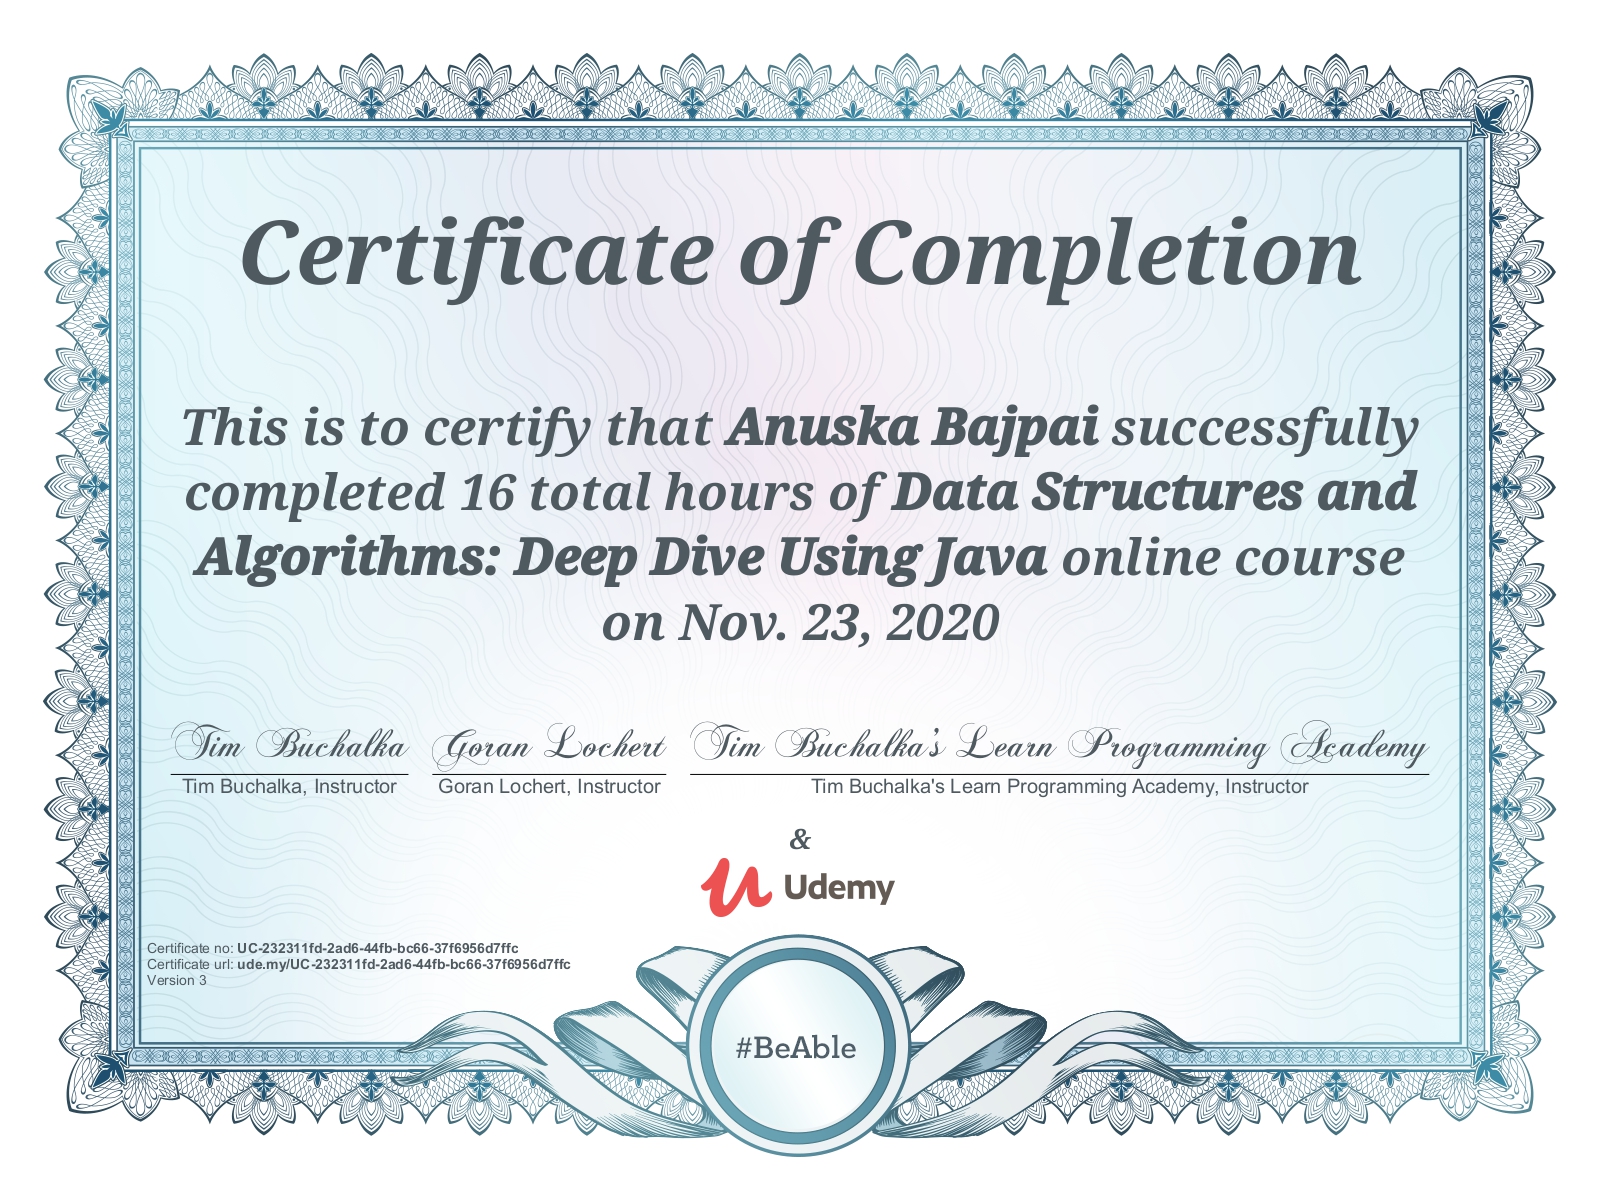 Certificate of Completion
This is to certify that Anuska Bajpai successfully
completed 16 total hours of Data Structures and
Algorithms: Deep Dive Using Java online course
on Nov. 23, 2020
Tim Buchalka
Goran Lochert
Tim Buchalka's Learn Programming Academy
Tim Buchalka, Instructor
Goran Lochert, Instructor
Tim Buchalka's Learn Programming Academy, Instructor
&
Udemy
Certificate no: UC-232311fd-2ad6-44fb-bc66-37f6956d7ffc
Certificate url: ude.my/UC-232311fd-2ad6-44fb-bc66-37f6956d7ffc
Version 3
#BeAble